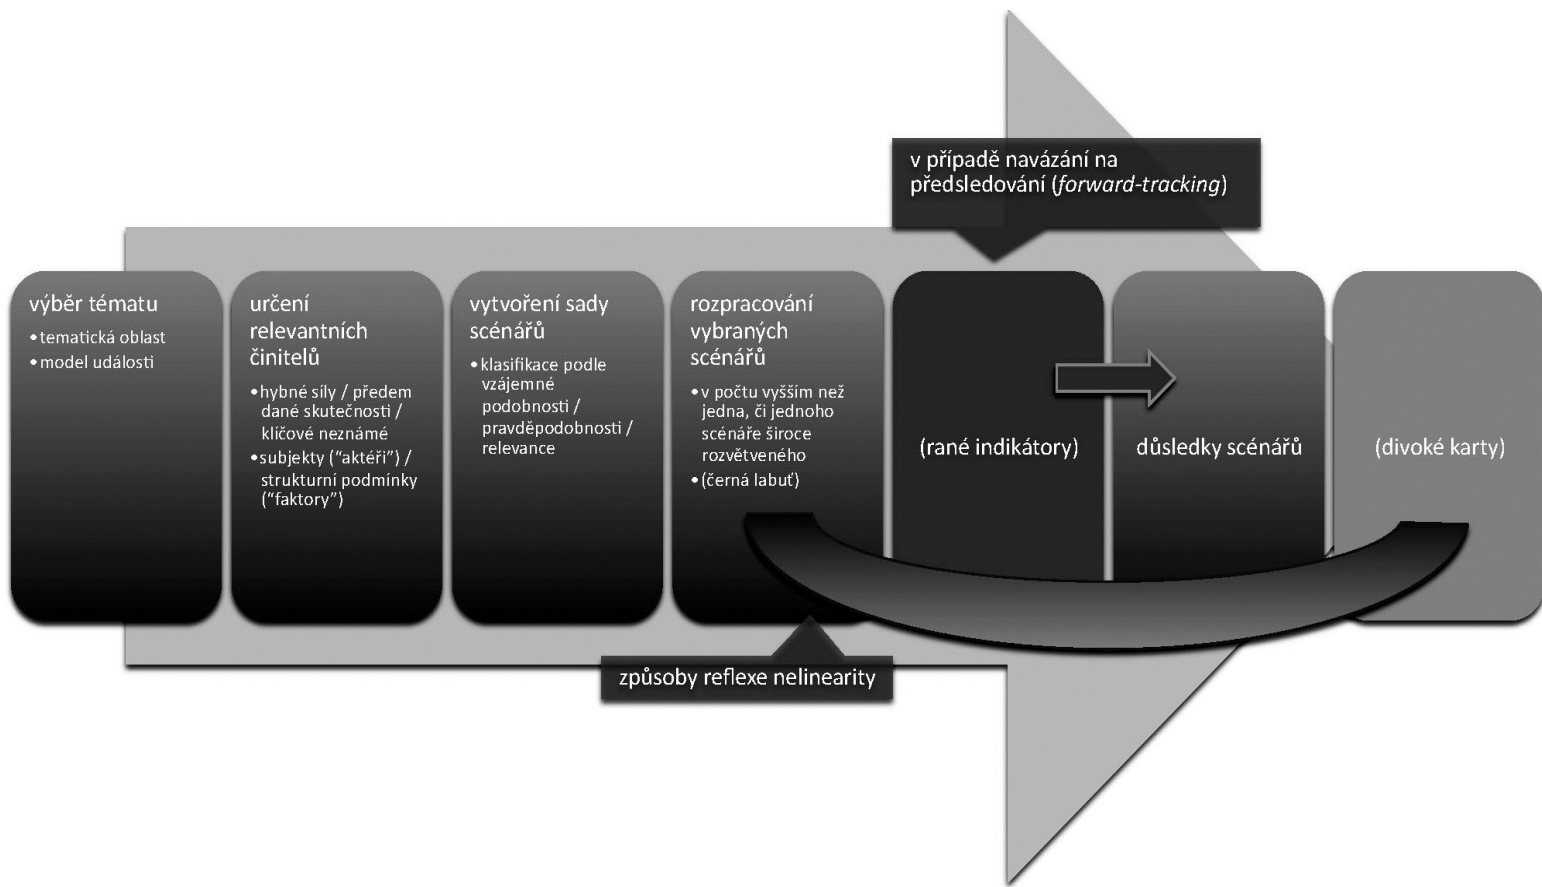 v případě navázání na
předsledování (forward-tracking)
výběr tématu
•tematická oblast
•model události
určení
relevantních
činitelů
•hybné síly / předem
dané skutečnosti /
klíčové neznámé
•subjekty (“aktéři”) /
strukturní podmínky
(“faktory”)
vytvoření sady
scénářů
•klasifikace podle
vzájemné
podobnosti /
pravděpodobnosti /
relevance
rozpracování
vybraných
scénářů
•v počtu vyšším než
jedna, či jednoho
scénáře široce
rozvětveného
•(černá labuť)
(rané indikátory)
důsledky scénářů
(divoké karty)
způsoby reflexe nelinearity